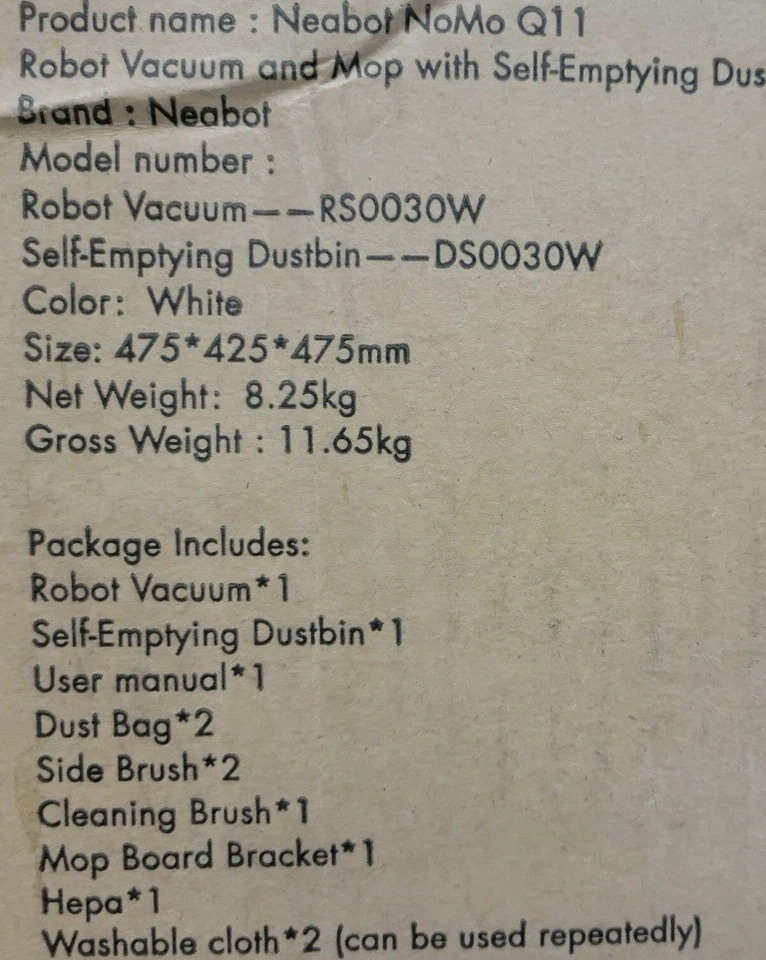 Product name : Neabot NoMo Q11
Robot Vacuum and Mop with Self-Emptying
Brand : Neabot
Model number :
Robot Vacuum——RS0030W
Self-Emptying Dustbin——DS0030W
Color: White
Size: 475*425*475mm
Net Weight: 8.25kg
Gross Weight : 11.65kg
Package Includes:
Robot Vacuum*1
Self-Emptying Dustbin*1
User manual*1
Dust Bag*2
Side Brush*2
Cleaning Brush*1
Mop Board Bracket*1
Hepa*1
Washable cloth*2 (can be used repeatedly)